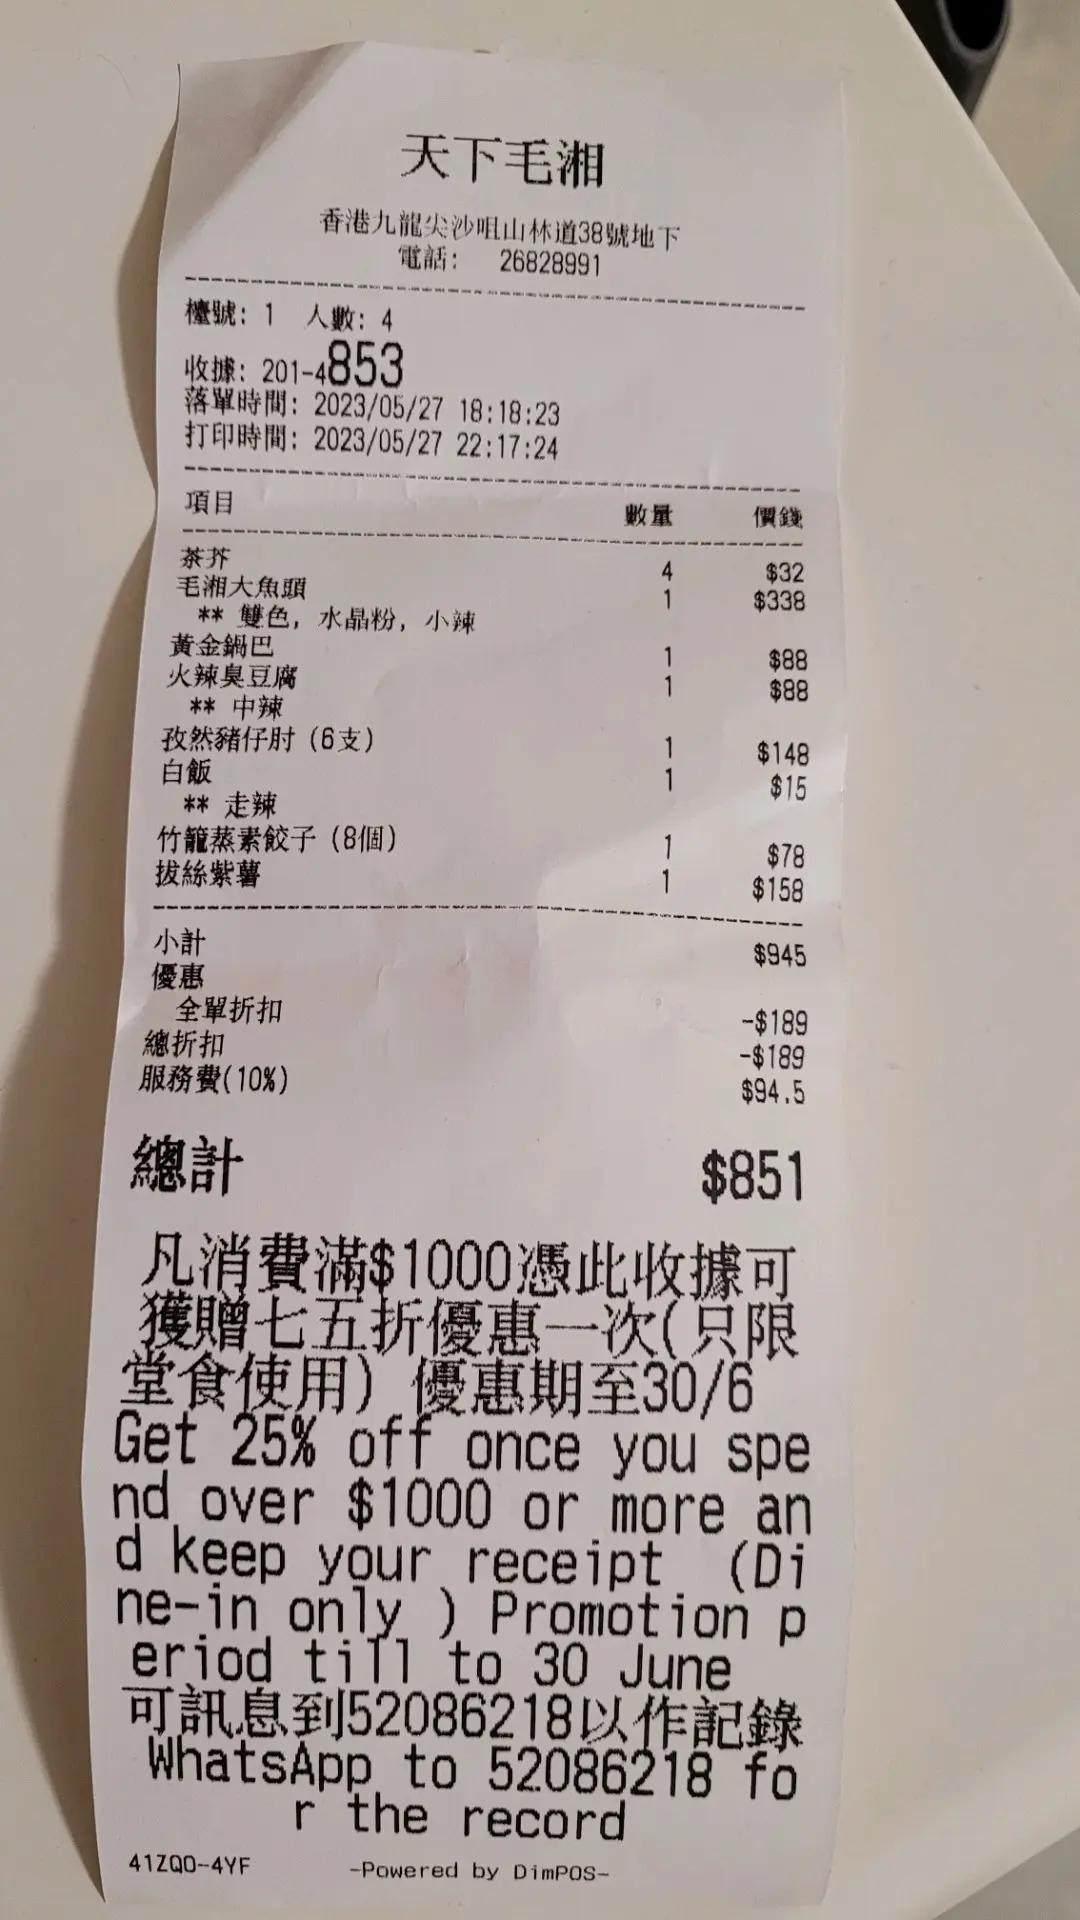 天下毛湘
香港九龍尖沙咀山林道38號地下
電話: 26828991
檯號: 1 人數: 4
收據: 201-4853
落單時間: 2023/05/27 18:18:23
打印時間: 2023/05/27 22:17:24
項目 數量 價錢
茶芥 4 $32
毛湘大魚頭 1 $338
** 雙色, 水晶粉, 小辣
黃金鍋巴 1 $88
火辣臭豆腐 1 $88
** 中辣
孜然豬仔肘 (6支) 1 $148
白飯 1 $15
** 走辣
竹籠蒸素餃子 (8個) 1 $78
拔絲紫薯 1 $158
小計 $945
優惠
全單折扣 -$189
總折扣 -$189
服務費(10%) $94.5
總計 $851
凡消費滿$1000憑此收據可
獲贈七五折優惠一次(只限
堂食使用) 優惠期至30/6
Get 25% off once you spe
nd over $1000 or more an
d keep your receipt (Di
ne-in only ) Promotion p
eriod till to 30 June
可訊息到52086218以作記錄
WhatsApp to 52086218 fo
r the record
41ZQO-4YF -Powered by DimPOS-